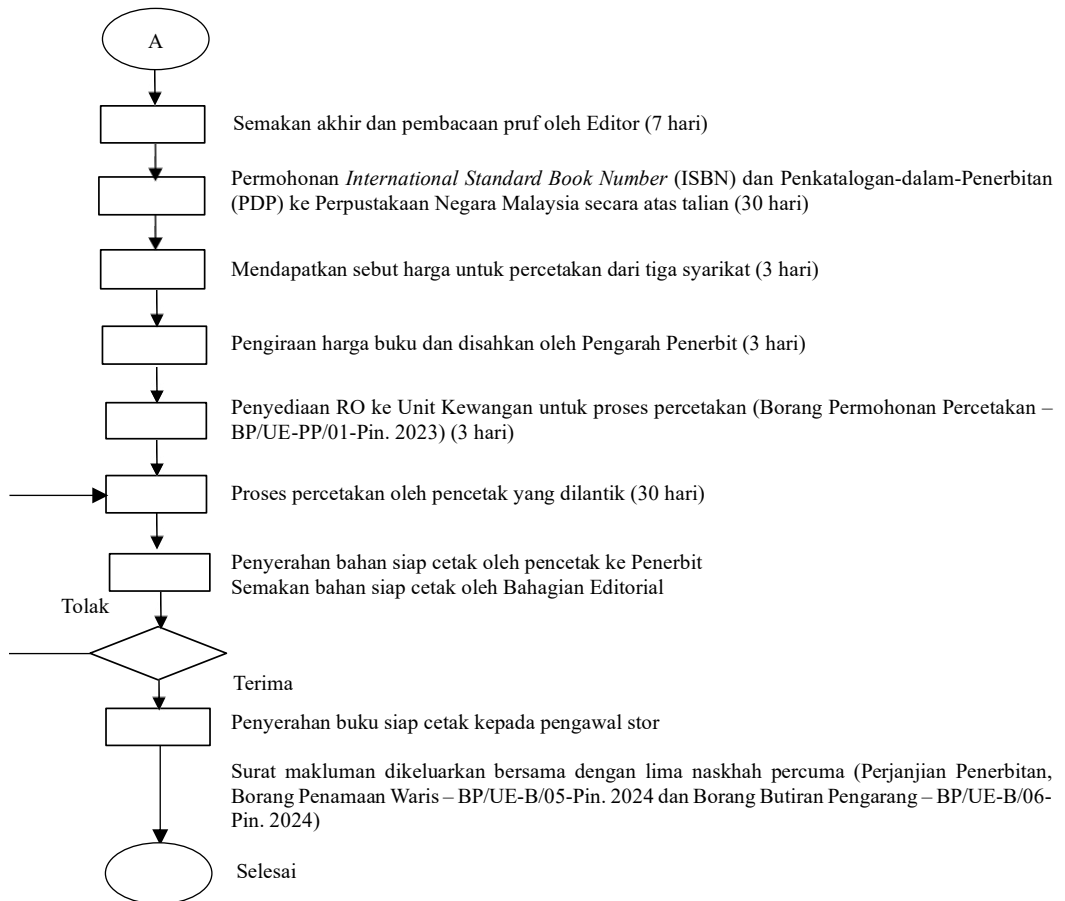 A
Semakan akhir dan pembacaan pruf oleh Editor (7 hari)
Permohonan International Standard Book Number (ISBN) dan Penkatalogan-dalam-Penerbitan
(PDP) ke Perpustakaan Negara Malaysia secara atas talian (30 hari)
Mendapatkan sebut harga untuk percetakan dari tiga syarikat (3 hari)
Pengiraan harga buku dan disahkan oleh Pengarah Penerbit (3 hari)
Penyediaan RO ke Unit Kewangan untuk proses percetakan (Borang Permohonan Percetakan –
BP/UE-PP/01-Pin. 2023) (3 hari)
Proses percetakan oleh pencetak yang dilantik (30 hari)
Penyerahan bahan siap cetak oleh pencetak ke Penerbit
Semakan bahan siap cetak oleh Bahagian Editorial
Tolak
Terima
Penyerahan buku siap cetak kepada pengawal stor
Surat makluman dikeluarkan bersama dengan lima naskhah percuma (Perjanjian Penerbitan,
Borang Penamaan Waris – BP/UE-B/05-Pin. 2024 dan Borang Butiran Pengarang – BP/UE-B/06-
Pin. 2024)
Selesai